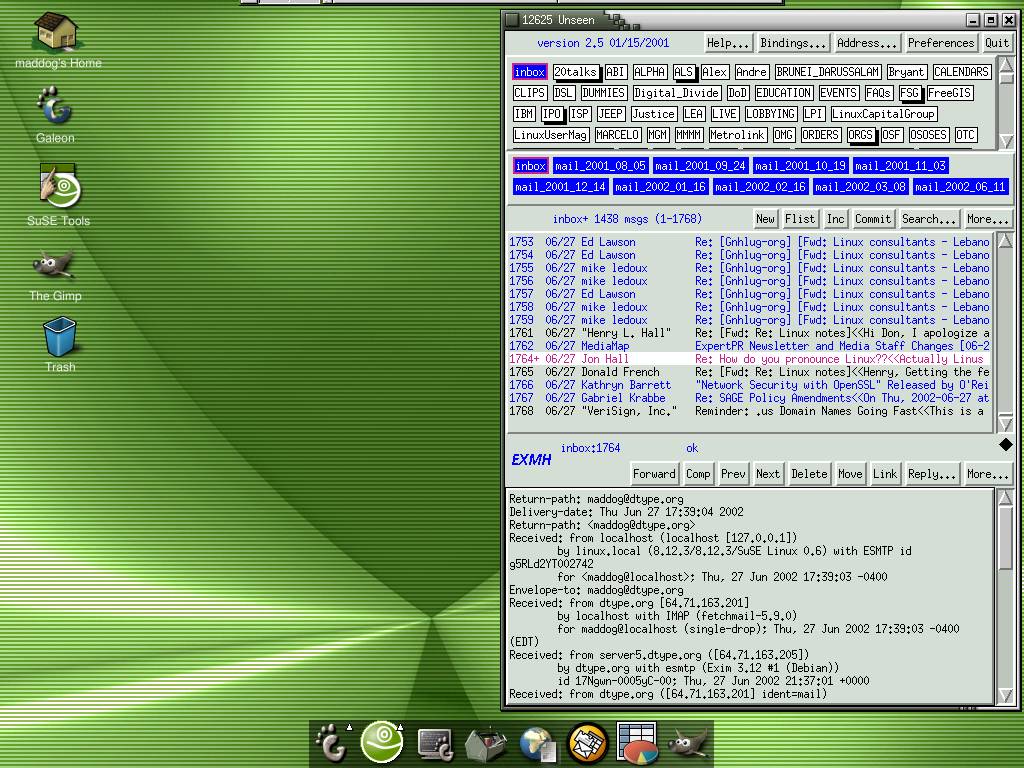 maddog's Home
Galeon
SuSE Tools
The Gimp
Trash
12625 Unseen
version 2.5 01/15/2001 Help... Bindings... Address... Preferences Quit
inbox 20talks ABI ALPHA ALS Alex Andre BRUNEI_DARUSSALAM Bryant CALENDARS
CLIPS DSL DUMMIES Digital_Divide DoD EDUCATION EVENTS FAQs FSG FreeGIS
IBM IPO ISP JEEP Justice LEA LIVE LOBBYING LPI LinuxCapitalGroup
LinuxUserMag MARCELO MGM MMMM Metrolink OMG ORDERS ORGS OSF OSOSES OTC
inbox mail_2001_08_05 mail_2001_09_24 mail_2001_10_19 mail_2001_11_03
mail_2001_12_14 mail_2002_01_16 mail_2002_02_16 mail_2002_03_08 mail_2002_06_11
inbox+ 1438 msgs (1-1768) New Flist Inc Commit Search... More...
1753 06/27 Ed Lawson Re: [Gnhlug-org] [Fwd: Linux consultants - Lebano
1754 06/27 Ed Lawson Re: [Gnhlug-org] [Fwd: Linux consultants - Lebano
1755 06/27 mike ledoux Re: [Gnhlug-org] [Fwd: Linux consultants - Lebano
1756 06/27 mike ledoux Re: [Gnhlug-org] [Fwd: Linux consultants - Lebano
1757 06/27 Ed Lawson Re: [Gnhlug-org] [Fwd: Linux consultants - Lebano
1758 06/27 mike ledoux Re: [Gnhlug-org] [Fwd: Linux consultants - Lebano
1759 06/27 mike ledoux Re: [Gnhlug-org] [Fwd: Linux consultants - Lebano
1761 06/27 "Henry L. Hall" Re: [Fwd: Re: Linux notes]<<Hi Don, I apologize a
1762 06/27 MediaMap ExpertPR Newsletter and Media Staff Changes [06-2
1764+ 06/27 Jon Hall Re: How do you pronounce Linux??<<Actually Linus
1765 06/27 Donald French Re: [Fwd: Re: Linux notes]<<Henry, Getting the fe
1766 06/27 Kathryn Barrett "Network Security with OpenSSL" Released by O'Rei
1767 06/27 Gabriel Krabbe Re: SAGE Policy Amendments<<On Thu, 2002-06-27 at
1768 06/27 "VeriSign, Inc." Reminder: .us Domain Names Going Fast<<This is a
EXMH inbox:1764 ok
Forward Comp Prev Next Delete Move Link Reply... More...
Return-path: maddog@dtype.org
Delivery-date: Thu Jun 27 17:39:04 2002
Return-path: <maddog@dtype.org>
Received: from localhost (localhost [127.0.0.1])
by linux.local (8.12.3/8.12.3/SuSE Linux 0.6) with ESMTP id
g5RLd2YT002742
for <maddog@localhost>; Thu, 27 Jun 2002 17:39:03 -0400
Envelope-to: maddog@dtype.org
Received: from dtype.org [64.71.163.201]
by localhost with IMAP (fetchmail-5.9.0)
for maddog@localhost (single-drop); Thu, 27 Jun 2002 17:39:03 -0400
(EDT)
Received: from server5.dtype.org ([64.71.163.205])
by dtype.org with esmtp (Exim 3.12 #1 (Debian))
id 17Ngwn-0005yC-00; Thu, 27 Jun 2002 21:37:01 +0000
Received: from dtype.org ([64.71.163.201] ident=mail)